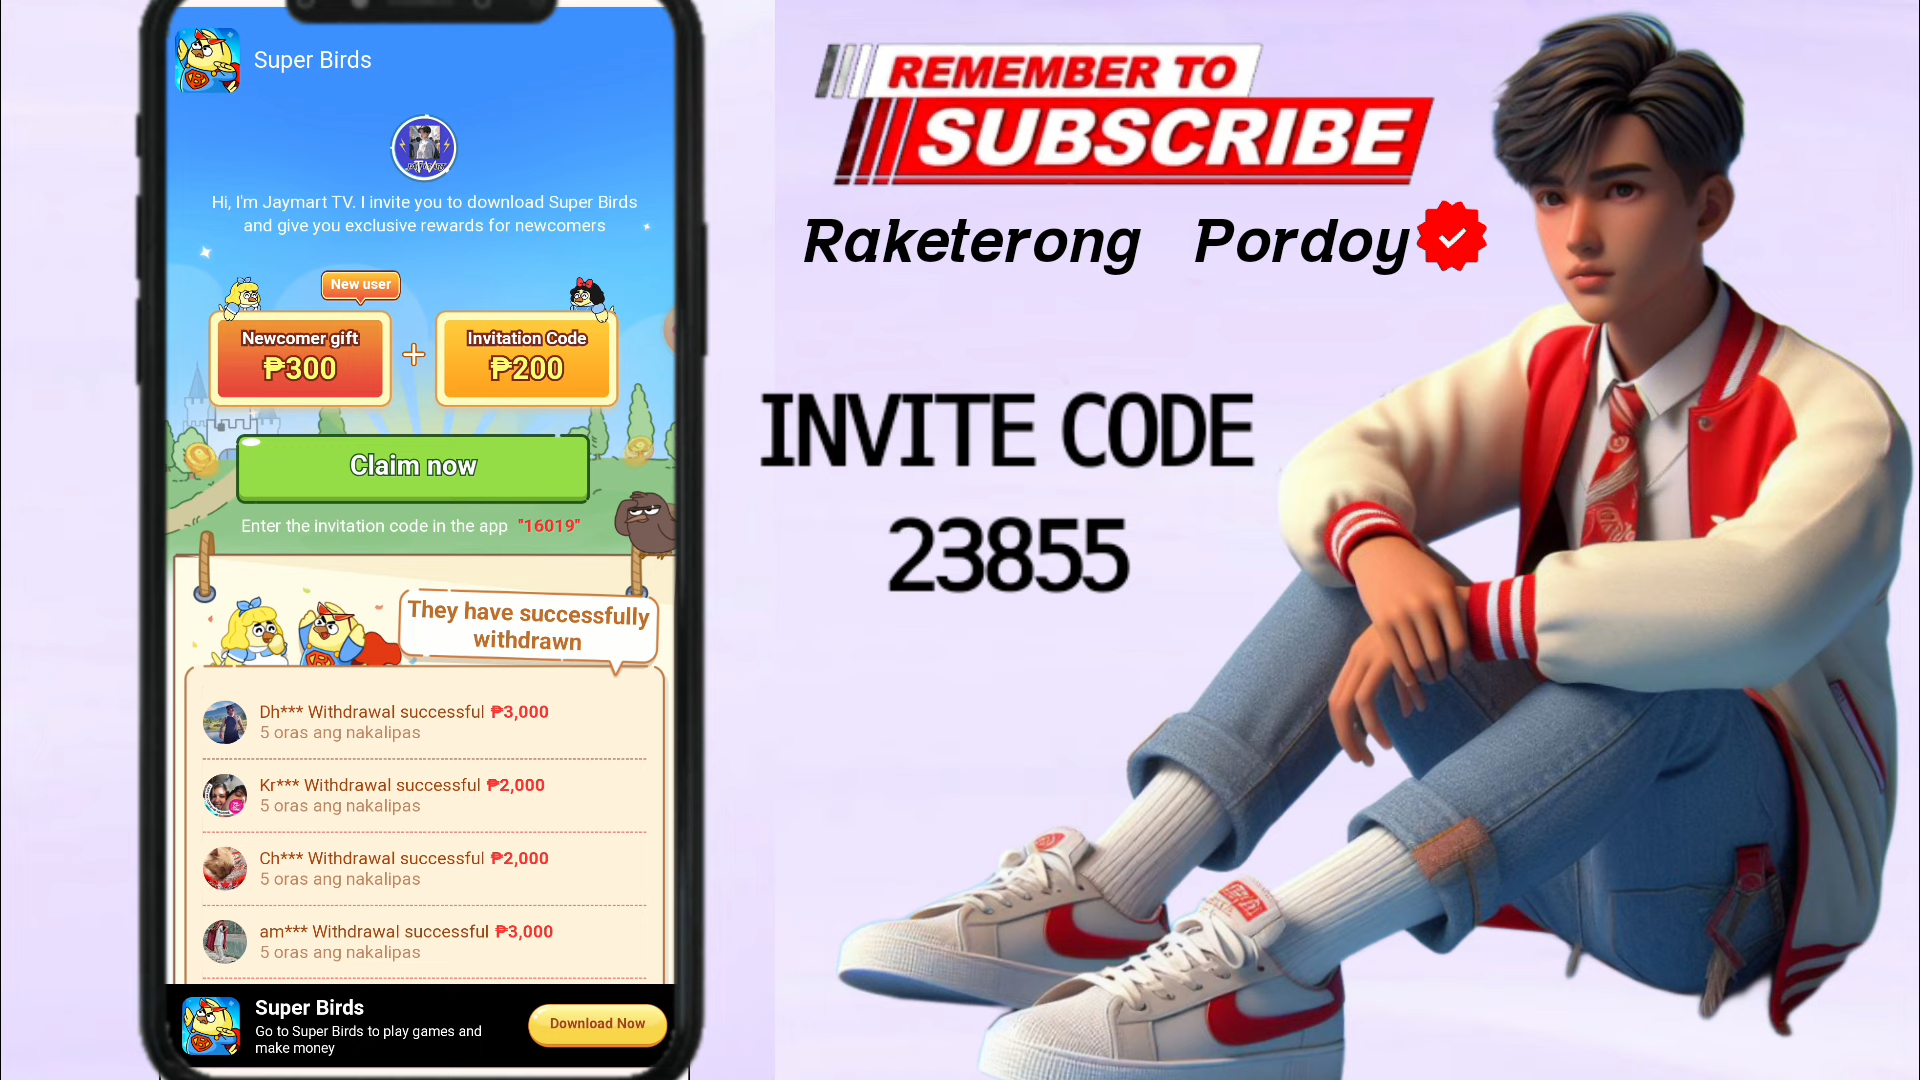 Super Birds
Hi, I'm Jaymart TV. I invite you to download Super Birds
and give you exclusive rewards for newcomers
New user
Newcomer gift
₱300
+
Invitation Code
₱200
Claim now
Enter the invitation code in the app "16019"
They have successfully
withdrawn
Dh*** Withdrawal successful ₱3,000
5 oras ang nakalipas
Kr*** Withdrawal successful ₱2,000
5 oras ang nakalipas
Ch*** Withdrawal successful ₱2,000
5 oras ang nakalipas
am*** Withdrawal successful ₱3,000
5 oras ang nakalipas
Super Birds
Go to Super Birds to play games and
make money
Download Now
REMEMBER TO
SUBSCRIBE
Raketerong Pordoy
INVITE CODE
23855